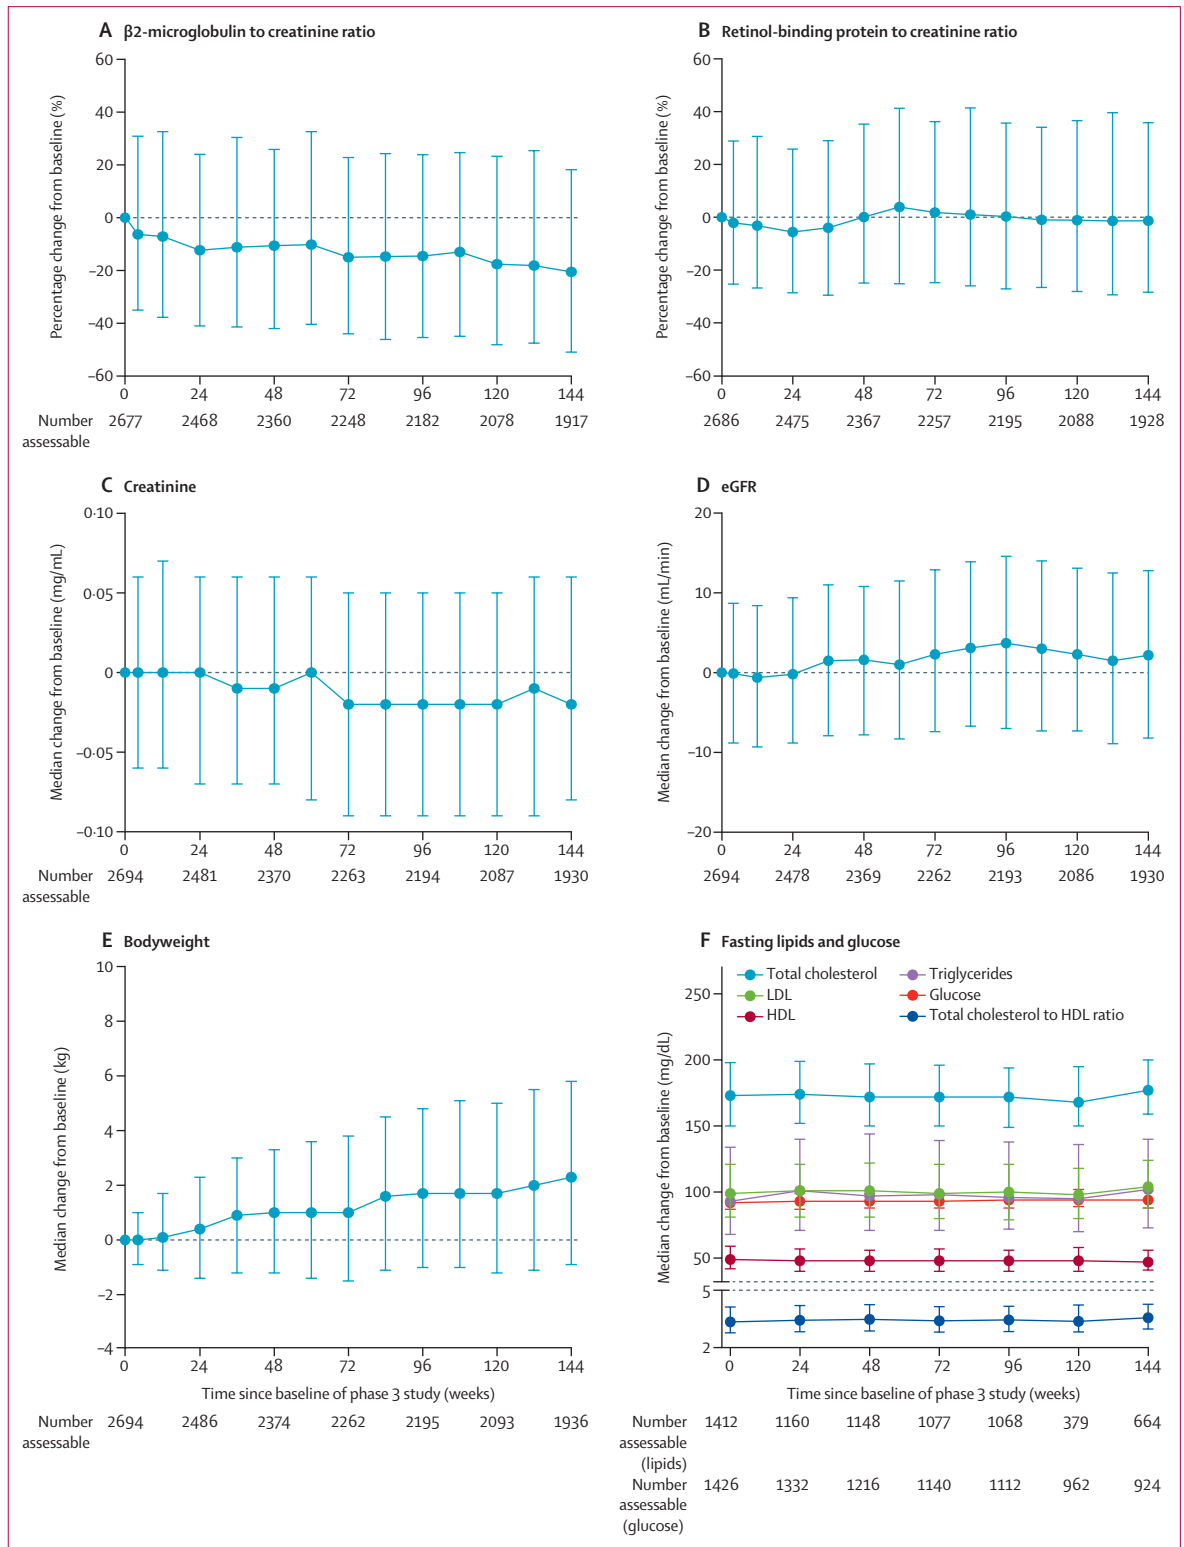 A β2-microglobulin to creatinine ratio
Percentage change from baseline (%)
60
40
20
0
–20
–40
–60
0 24 48 72 96 120 144
Number assessable 2677 2468 2360 2248 2182 2078 1917
B Retinol-binding protein to creatinine ratio
Percentage change from baseline (%)
60
40
20
0
–20
–40
–60
0 24 48 72 96 120 144
2686 2475 2367 2257 2195 2088 1928
C Creatinine
Median change from baseline (mg/mL)
0·10
0·05
0
–0·05
–0·10
0 24 48 72 96 120 144
Number assessable 2694 2481 2370 2263 2194 2087 1930
D eGFR
Median change from baseline (mL/min)
20
10
0
–10
–20
0 24 48 72 96 120 144
2694 2478 2369 2262 2193 2086 1930
E Bodyweight
Median change from baseline (kg)
10
8
6
4
2
0
–2
–4
0 24 48 72 96 120 144
Time since baseline of phase 3 study (weeks)
Number assessable 2694 2486 2374 2262 2195 2093 1936
F Fasting lipids and glucose
Total cholesterol
LDL
HDL
Triglycerides
Glucose
Total cholesterol to HDL ratio
Median change from baseline (mg/dL)
250
200
150
100
50
5
2
0 24 48 72 96 120 144
Time since baseline of phase 3 study (weeks)
Number assessable (lipids) 1412 1160 1148 1077 1068 379 664
Number assessable (glucose) 1426 1332 1216 1140 1112 962 924